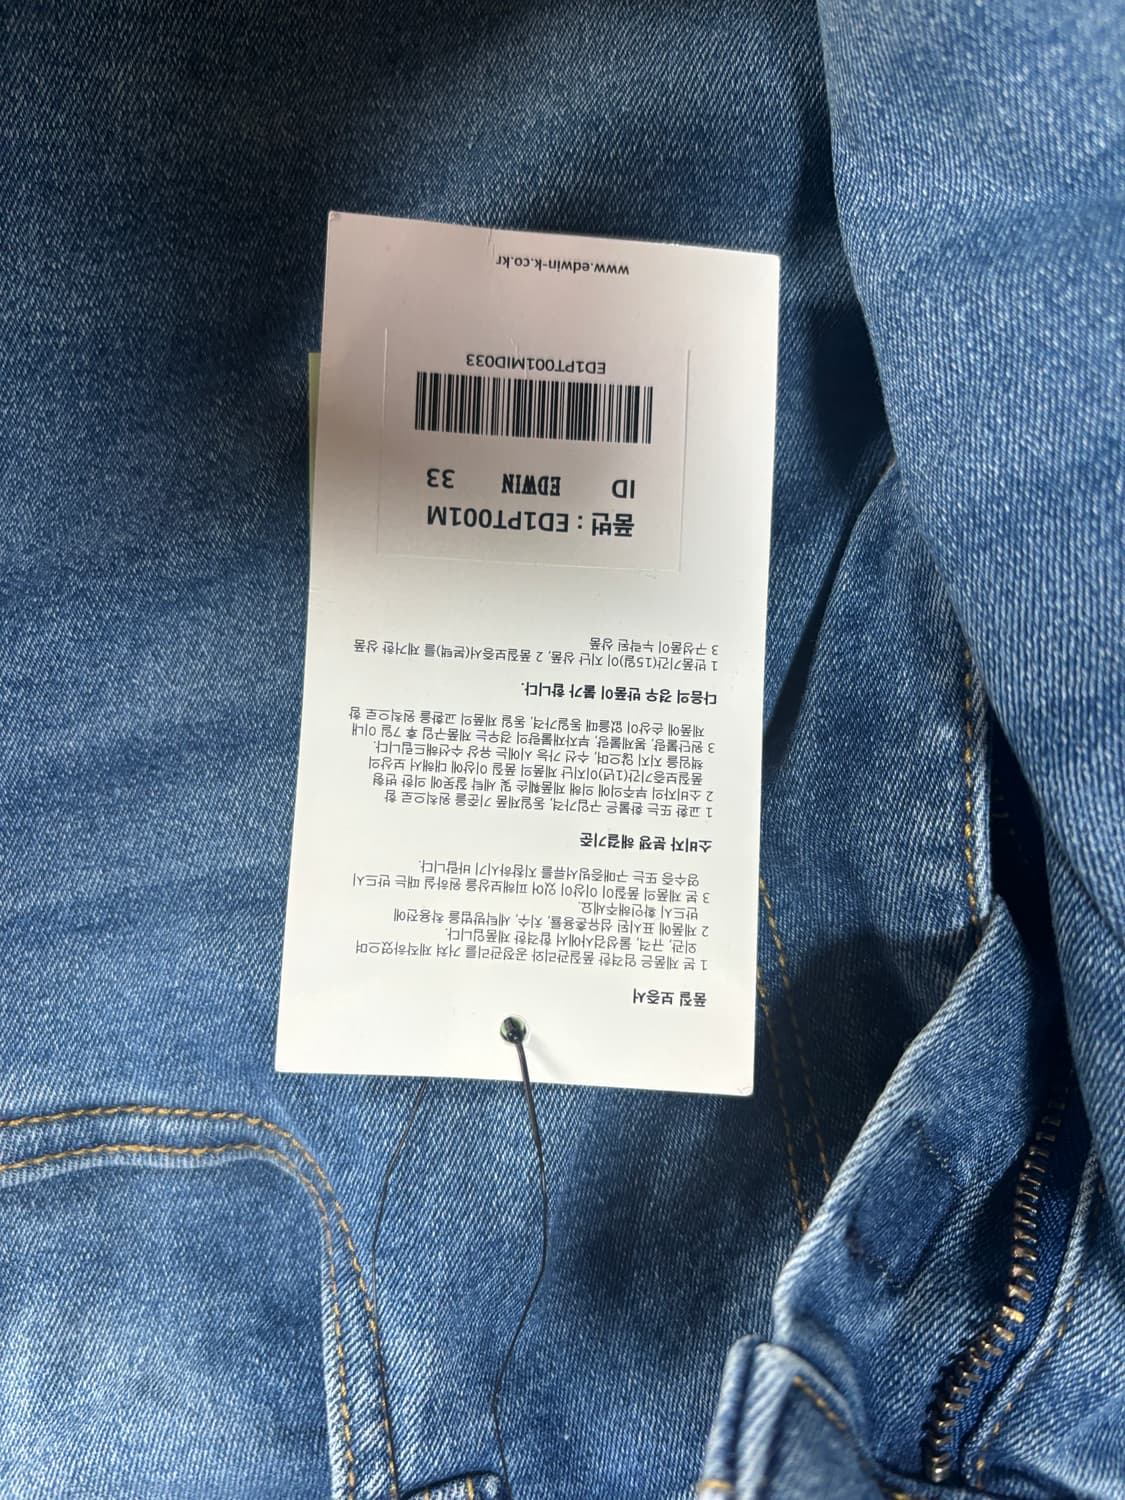 품질 보증서
1 본 제품은 엄격한 품질관리와 공정관리를 거쳐 제작하였으며
외관, 규격, 물성검사에서 합격한 제품입니다.
2 제품에 표시된 섬유혼용률, 치수, 세탁방법을 착용전에
반드시 확인해주세요.
3 본 제품의 품질이 이상이 있어 피해보상을 원하실 때는 반드시
영수증 또는 구매증빙서류를 지참하시기 바랍니다.
소비자 분쟁 해결기준
1 교환 또는 환불은 구입가격, 동일제품 기준을 원칙으로 함
2 소비자의 부주의에 의해 제품훼손 및 세탁 잘못에 의한 변형
품질보증기간(1년)이지난 제품의 품질 이상에 대해서 보상의
책임을 지지 않으며, 수선 가능 시에는 유상 수선해드립니다.
3 원단불량, 봉제불량, 부자재불량의 경우는 제품구입 후 7일 이내
제품에 손상이 없을때 동일가격, 동일 제품의 교환을 원칙으로 함
다음의 경우 반품이 불가 합니다.
1 반품기간(15일)이 지난 상품, 2 품질보증서(본택)를 제거한 상품
3 구성품이 누락된 상품
품번 : ED1PT001M
ID EDWIN 33
ED1PT001MID033
www.edwin-k.co.kr